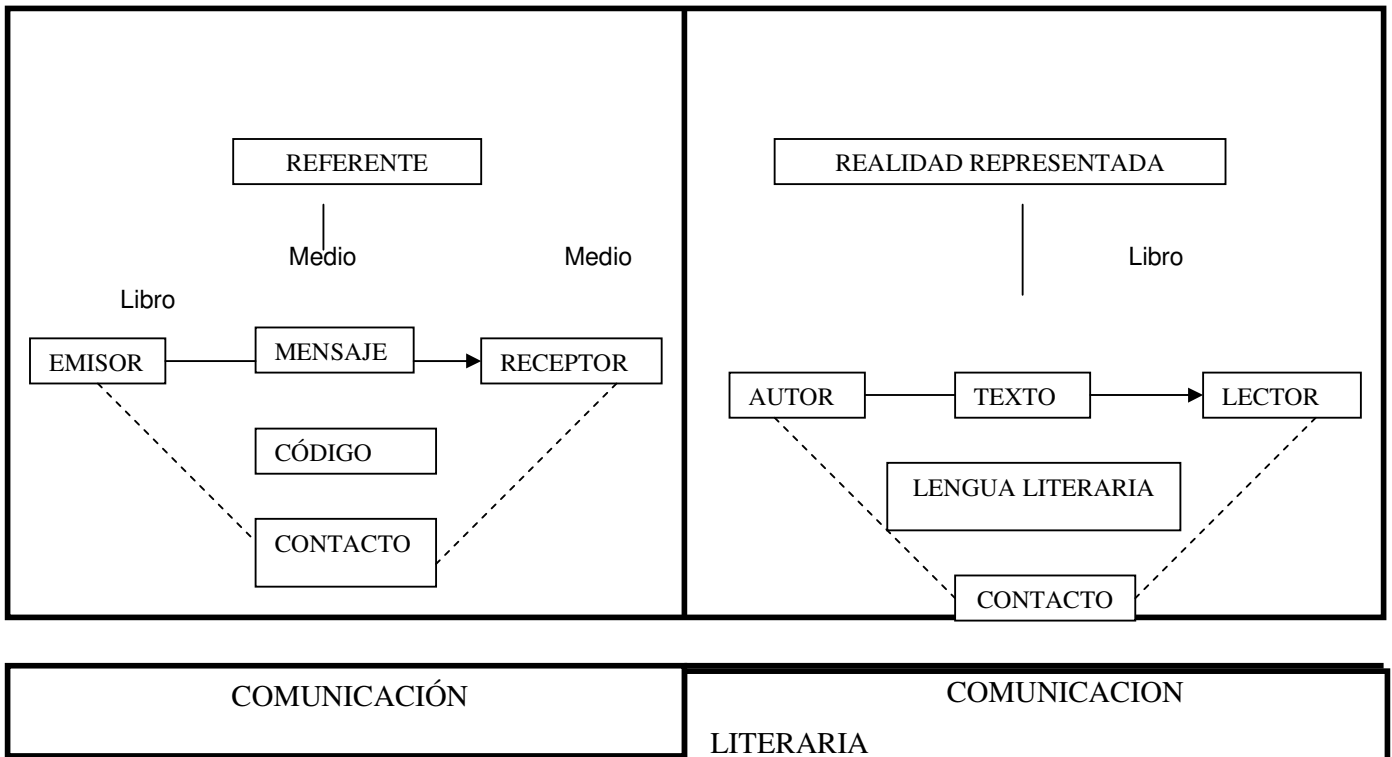 REFERENTE
Medio Medio
Libro
EMISOR MENSAJE RECEPTOR
CÓDIGO
CONTACTO
REALIDAD REPRESENTADA
Libro
AUTOR TEXTO LECTOR
LENGUA LITERARIA
CONTACTO
COMUNICACIÓN
COMUNICACION
LITERARIA